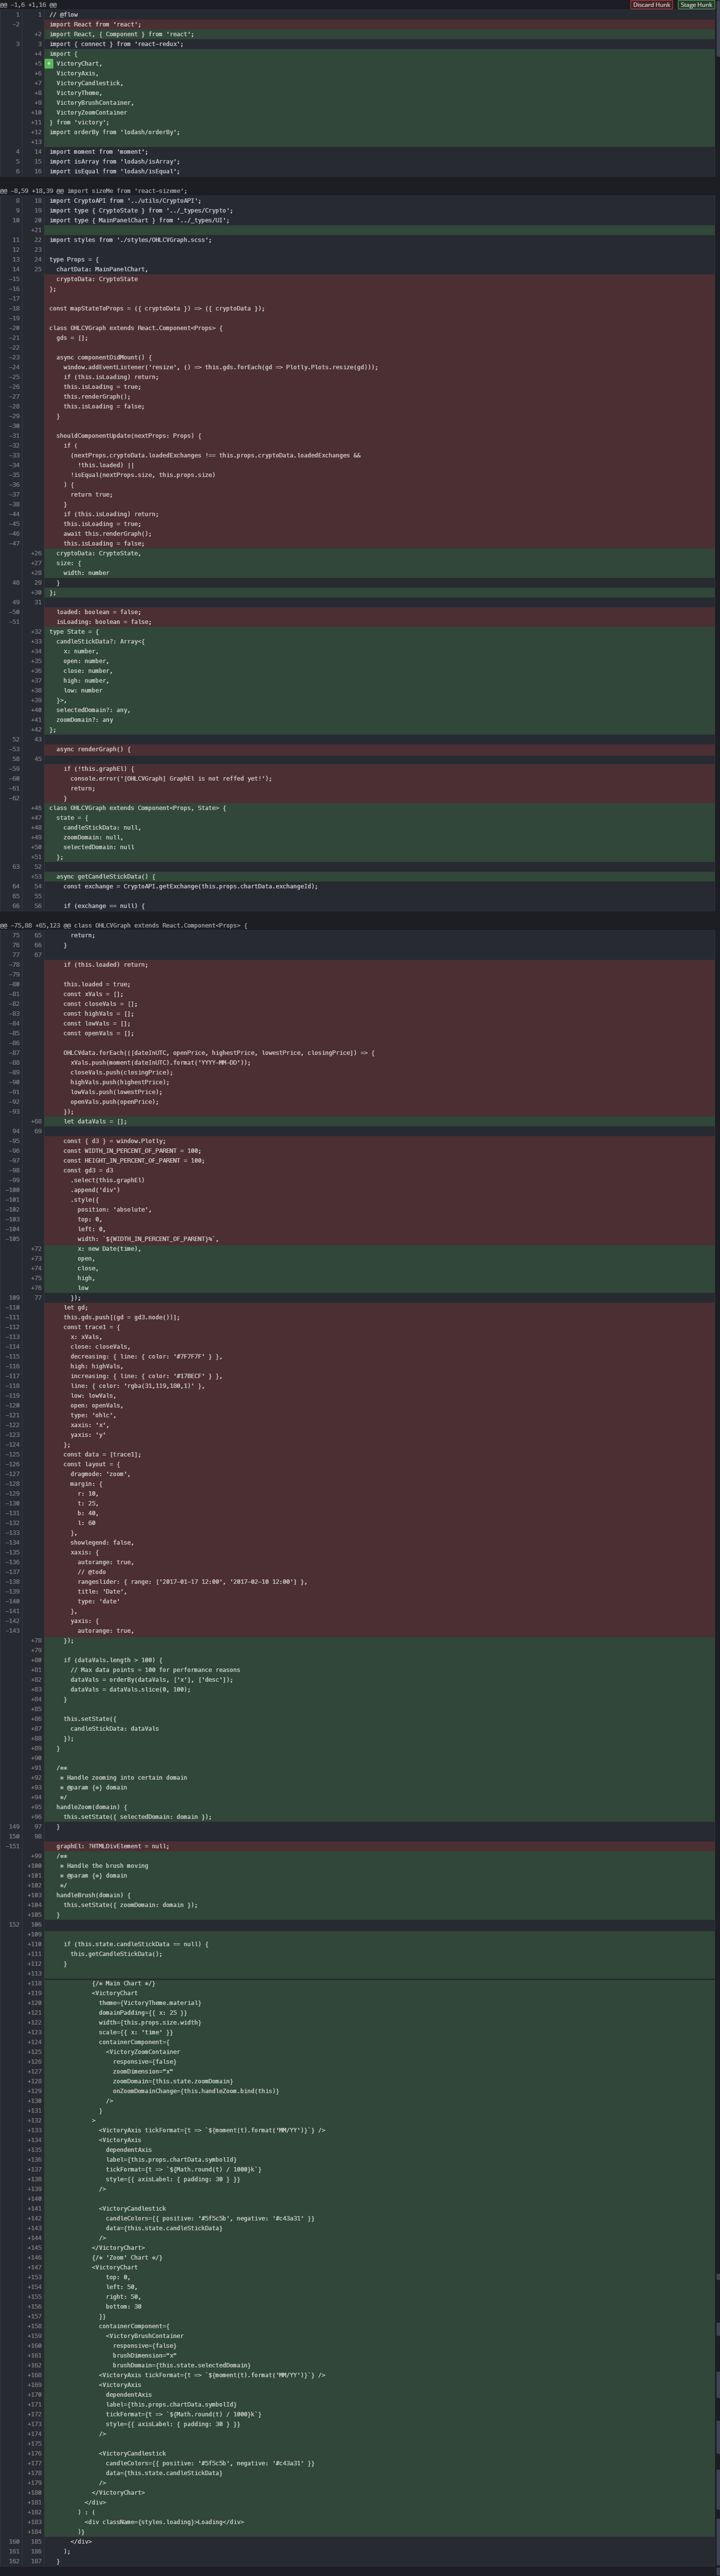 @@ -1,6 +1,16 @@
Discard Hunk Stage Hunk
1 1 // @flow
-2 import React from 'react';
+2 import React, { Component } from 'react';
3 3 import { connect } from 'react-redux';
+4 import {
+5 + VictoryChart,
+6 VictoryAxis,
+7 VictoryCandlestick,
+8 VictoryTheme,
+9 VictoryBrushContainer,
+10 VictoryZoomContainer
+11 } from 'victory';
+12 import orderBy from 'lodash/orderBy';
+13
4 14 import moment from 'moment';
5 15 import isArray from 'lodash/isArray';
6 16 import isEqual from 'lodash/isEqual';
@@ -8,59 +18,39 @@ import sizeMe from 'react-sizeme';
8 18 import CryptoAPI from '../utils/CryptoAPI';
9 19 import type { CryptoState } from '../_types/Crypto';
10 20 import type { MainPanelChart } from '../_types/UI';
+21
11 22 import styles from './styles/OHLCVGraph.scss';
12 23
13 24 type Props = {
14 25 chartData: MainPanelChart,
-15 cryptoData: CryptoState
-16 };
-17
-18 const mapStateToProps = ({ cryptoData }) => ({ cryptoData });
-19
-20 class OHLCVGraph extends React.Component<Props> {
-21 gds = [];
-22
-23 async componentDidMount() {
-24 window.addEventListener('resize', () => this.gds.forEach(gd => Plotly.Plots.resize(gd)));
-25 if (this.isLoading) return;
-26 this.isLoading = true;
-27 this.renderGraph();
-28 this.isLoading = false;
-29 }
-30
-31 shouldComponentUpdate(nextProps: Props) {
-32 if (
-33 (nextProps.cryptoData.loadedExchanges !== this.props.cryptoData.loadedExchanges &&
-34 !this.loaded) ||
-35 !isEqual(nextProps.size, this.props.size)
-36 ) {
-37 return true;
-38 }
-44 if (this.isLoading) return;
-45 this.isLoading = true;
-46 await this.renderGraph();
-47 this.isLoading = false;
+26 cryptoData: CryptoState,
+27 size: {
+28 width: number
48 29 }
+30 };
49 31
-50 loaded: boolean = false;
-51 isLoading: boolean = false;
+32 type State = {
+33 candleStickData?: Array<{
+34 x: number,
+35 open: number,
+36 close: number,
+37 high: number,
+38 low: number
+39 }>,
+40 selectedDomain?: any,
+41 zoomDomain?: any
+42 };
52 43
-53 async renderGraph() {
58 45
-59 if (!this.graphEl) {
-60 console.error('[OHLCVGraph] GraphEl is not reffed yet!');
-61 return;
-62 }
+46 class OHLCVGraph extends Component<Props, State> {
+47 state = {
+48 candleStickData: null,
+49 zoomDomain: null,
+50 selectedDomain: null
+51 };
63 52
+53 async getCandleStickData() {
64 54 const exchange = CryptoAPI.getExchange(this.props.chartData.exchangeId);
65 55
66 56 if (exchange == null) {
@@ -75,88 +65,123 @@ class OHLCVGraph extends React.Component<Props> {
75 65 return;
76 66 }
77 67
-78 if (this.loaded) return;
-79
-80 this.loaded = true;
-81 const xVals = [];
-82 const closeVals = [];
-83 const highVals = [];
-84 const lowVals = [];
-85 const openVals = [];
-86
-87 OHLCVdata.forEach(([dateInUTC, openPrice, highestPrice, lowestPrice, closingPrice]) => {
-88 xVals.push(moment(dateInUTC).format('YYYY-MM-DD'));
-89 closeVals.push(closingPrice);
-90 highVals.push(highestPrice);
-91 lowVals.push(lowestPrice);
-92 openVals.push(openPrice);
-93 });
+68 let dataVals = [];
94 69
-95 const { d3 } = window.Plotly;
-96 const WIDTH_IN_PERCENT_OF_PARENT = 100;
-97 const HEIGHT_IN_PERCENT_OF_PARENT = 100;
-98 const gd3 = d3
-99 .select(this.graphEl)
-100 .append('div')
-101 .style({
-102 position: 'absolute',
-103 top: 0,
-104 left: 0,
-105 width: `${WIDTH_IN_PERCENT_OF_PARENT}%`,
+72 x: new Date(time),
+73 open,
+74 close,
+75 high,
+76 low
109 77 });
-110 let gd;
-111 this.gds.push[(gd = gd3.node())];
-112 const trace1 = {
-113 x: xVals,
-114 close: closeVals,
-115 decreasing: { line: { color: '#7F7F7F' } },
-116 high: highVals,
-117 increasing: { line: { color: '#17BECF' } },
-118 line: { color: 'rgba(31,119,180,1)' },
-119 low: lowVals,
-120 open: openVals,
-121 type: 'ohlc',
-122 xaxis: 'x',
-123 yaxis: 'y'
-124 };
-125 const data = [trace1];
-126 const layout = {
-127 dragmode: 'zoom',
-128 margin: {
-129 r: 10,
-130 t: 25,
-131 b: 40,
-132 l: 60
-133 },
-134 showlegend: false,
-135 xaxis: {
-136 autorange: true,
-137 // @todo
-138 rangeslider: { range: ['2017-01-17 12:00', '2017-02-10 12:00'] },
-139 title: 'Date',
-140 type: 'date'
-141 },
-142 yaxis: {
-143 autorange: true,
+78 });
+79
+80 if (dataVals.length > 100) {
+81 // Max data points = 100 for performance reasons
+82 dataVals = orderBy(dataVals, ['x'], ['desc']);
+83 dataVals = dataVals.slice(0, 100);
+84 }
+85
+86 this.setState({
+87 candleStickData: dataVals
+88 });
+89 }
+90
+91 /**
+92 * Handle zooming into certain domain
+93 * @param {*} domain
+94 */
+95 handleZoom(domain) {
+96 this.setState({ selectedDomain: domain });
149 97 }
150 98
-151 graphEl: ?HTMLDivElement = null;
+99 /**
+100 * Handle the brush moving
+101 * @param {*} domain
+102 */
+103 handleBrush(domain) {
+104 this.setState({ zoomDomain: domain });
+105 }
152 106
+109
+110 if (this.state.candleStickData == null) {
+111 this.getCandleStickData();
+112 }
+113
+118 {/* Main Chart */}
+119 <VictoryChart
+120 theme={VictoryTheme.material}
+121 domainPadding={{ x: 25 }}
+122 width={this.props.size.width}
+123 scale={{ x: 'time' }}
+124 containerComponent={
+125 <VictoryZoomContainer
+126 responsive={false}
+127 zoomDimension="x"
+128 zoomDomain={this.state.zoomDomain}
+129 onZoomDomainChange={this.handleZoom.bind(this)}
+130 />
+131 }
+132 >
+133 <VictoryAxis tickFormat={t => `${moment(t).format('MM/YY')}`} />
+134 <VictoryAxis
+135 dependentAxis
+136 label={this.props.chartData.symbolId}
+137 tickFormat={t => `${Math.round(t) / 1000}k`}
+138 style={{ axisLabel: { padding: 30 } }}
+139 />
+140
+141 <VictoryCandlestick
+142 candleColors={{ positive: '#5f5c5b', negative: '#c43a31' }}
+143 data={this.state.candleStickData}
+144 />
+145 </VictoryChart>
+146 {/* 'Zoom' Chart */}
+147 <VictoryChart
+153 top: 0,
+154 left: 50,
+155 right: 50,
+156 bottom: 30
+157 }}
+158 containerComponent={
+159 <VictoryBrushContainer
+160 responsive={false}
+161 brushDimension="x"
+162 brushDomain={this.state.selectedDomain}
+168 <VictoryAxis tickFormat={t => `${moment(t).format('MM/YY')}`} />
+169 <VictoryAxis
+170 dependentAxis
+171 label={this.props.chartData.symbolId}
+172 tickFormat={t => `${Math.round(t) / 1000}k`}
+173 style={{ axisLabel: { padding: 30 } }}
+174 />
+175
+176 <VictoryCandlestick
+177 candleColors={{ positive: '#5f5c5b', negative: '#c43a31' }}
+178 data={this.state.candleStickData}
+179 />
+180 </VictoryChart>
+181 </div>
+182 ) : (
+183 <div className={styles.loading}>Loading</div>
+184 )}
160 185 </div>
161 186 );
162 187 }